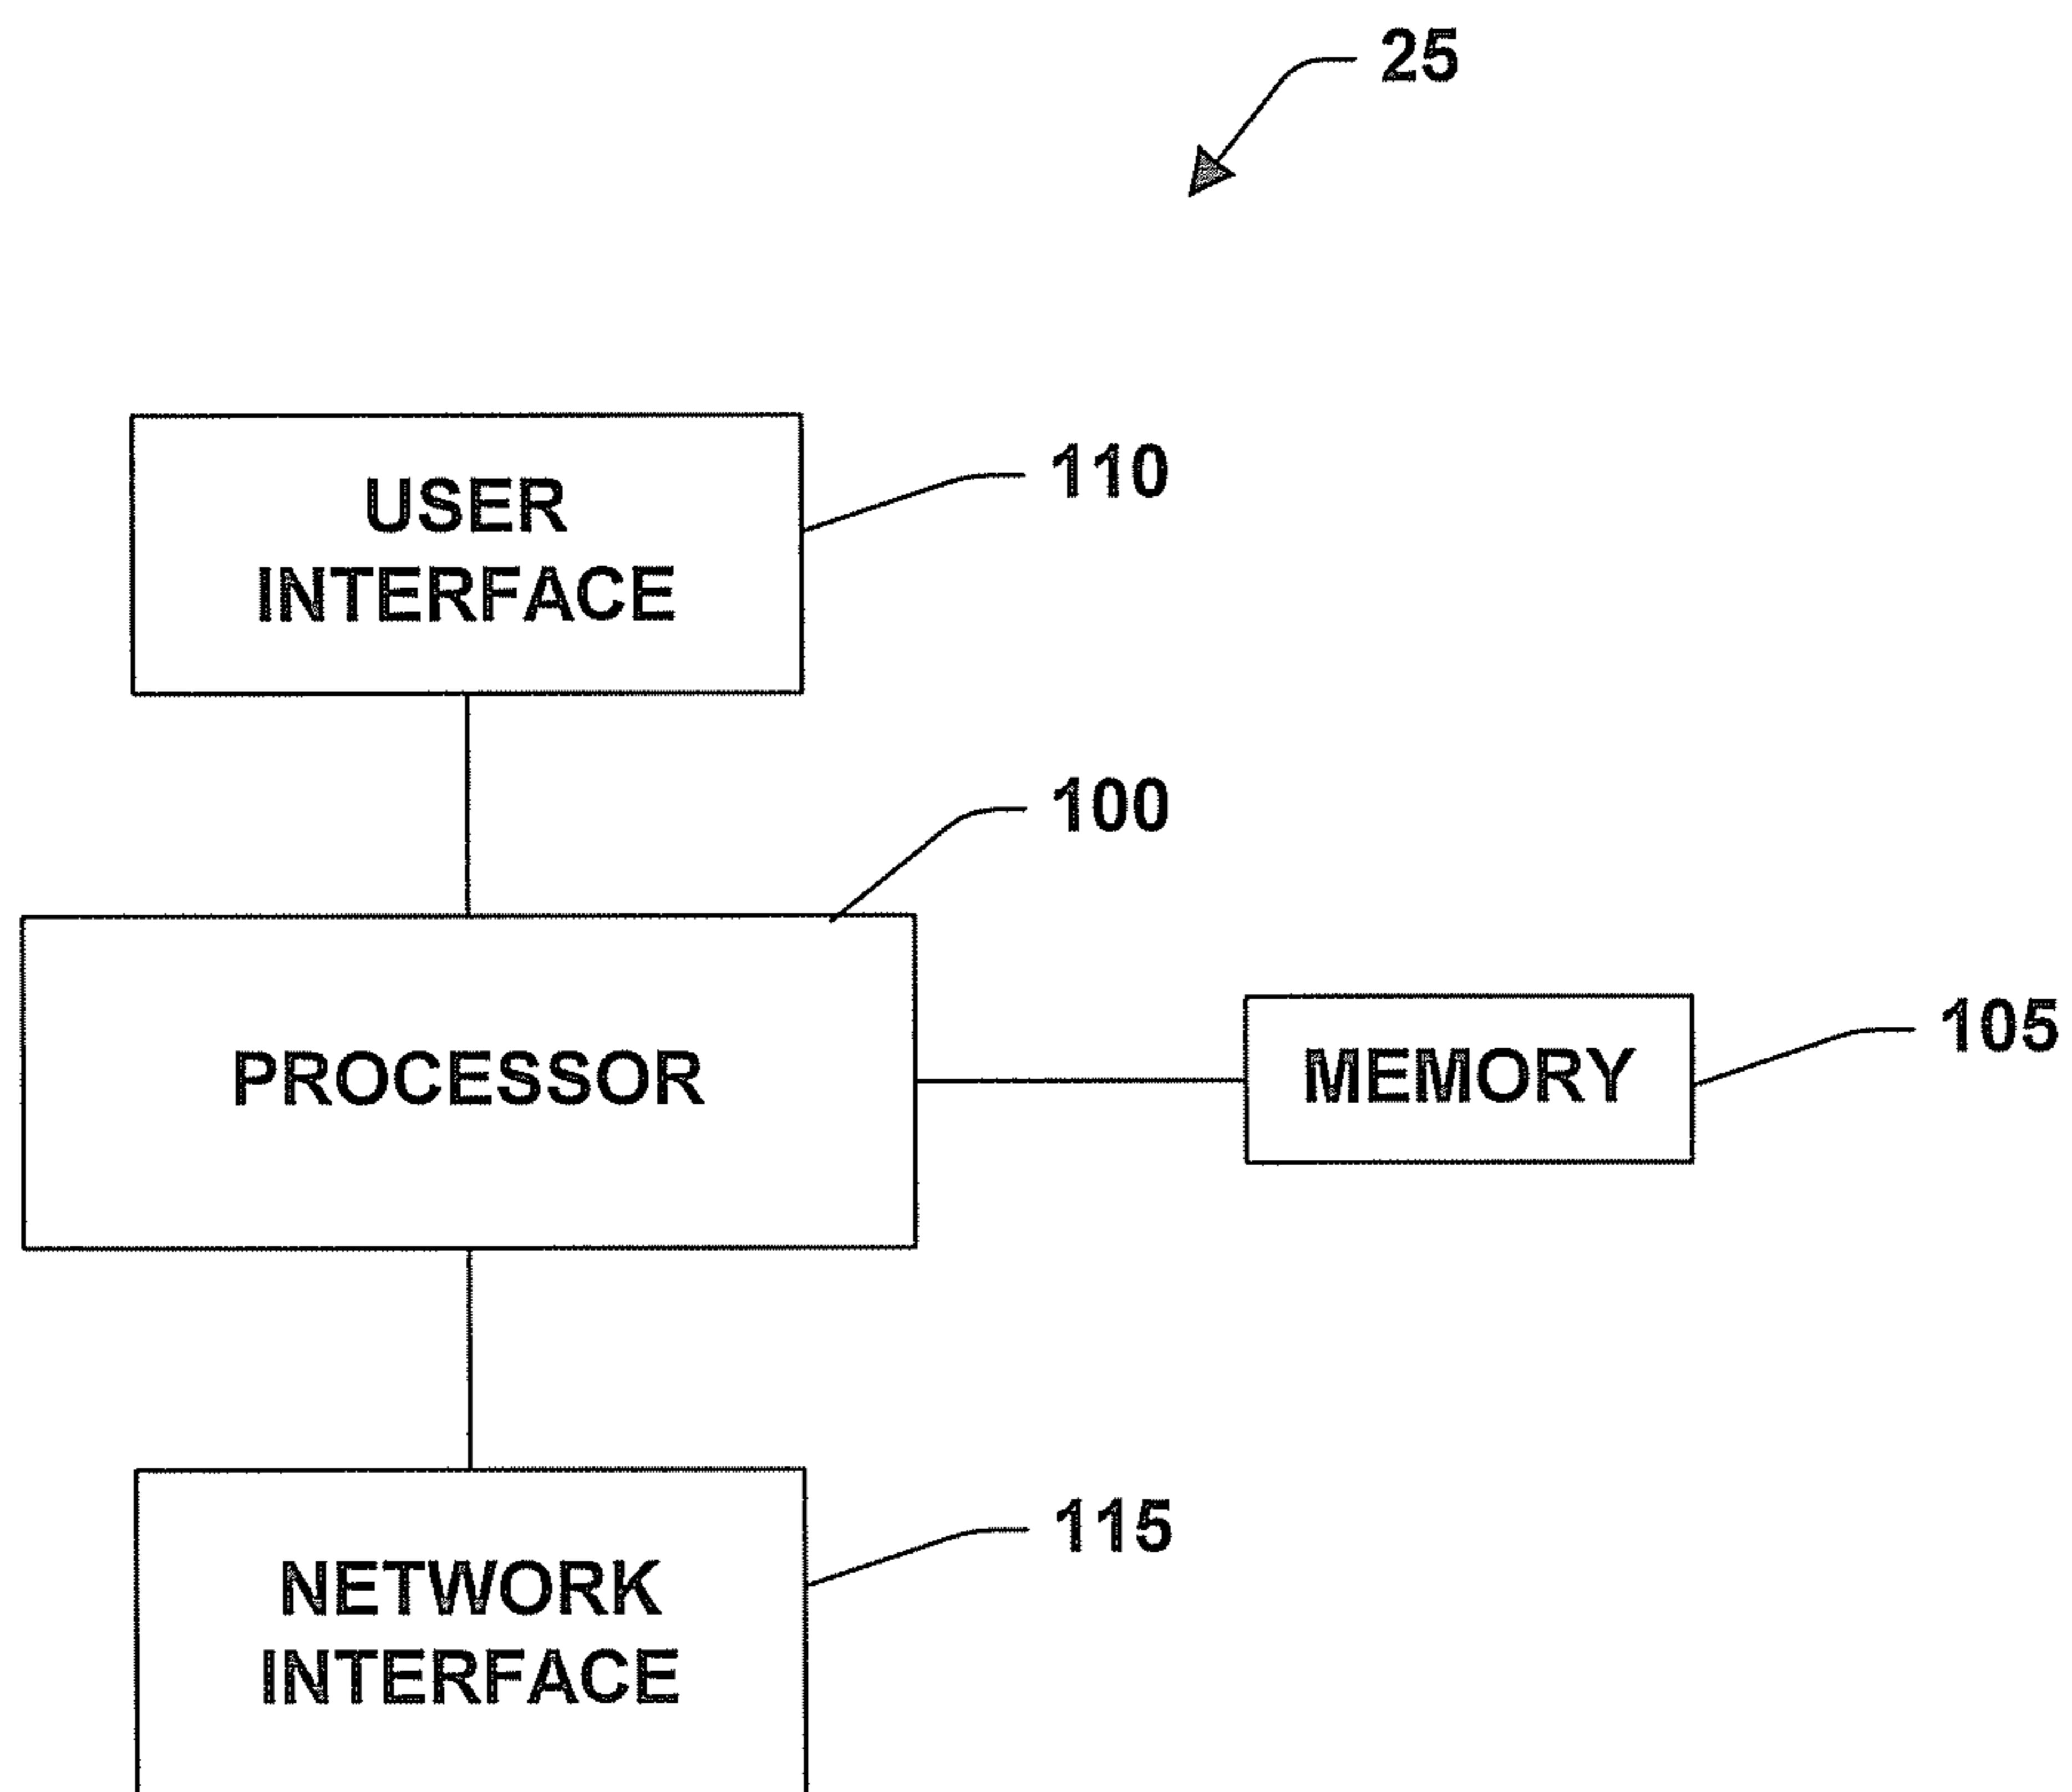 25
USER
INTERFACE
110
100
PROCESSOR
MEMORY
105
NETWORK
INTERFACE
115